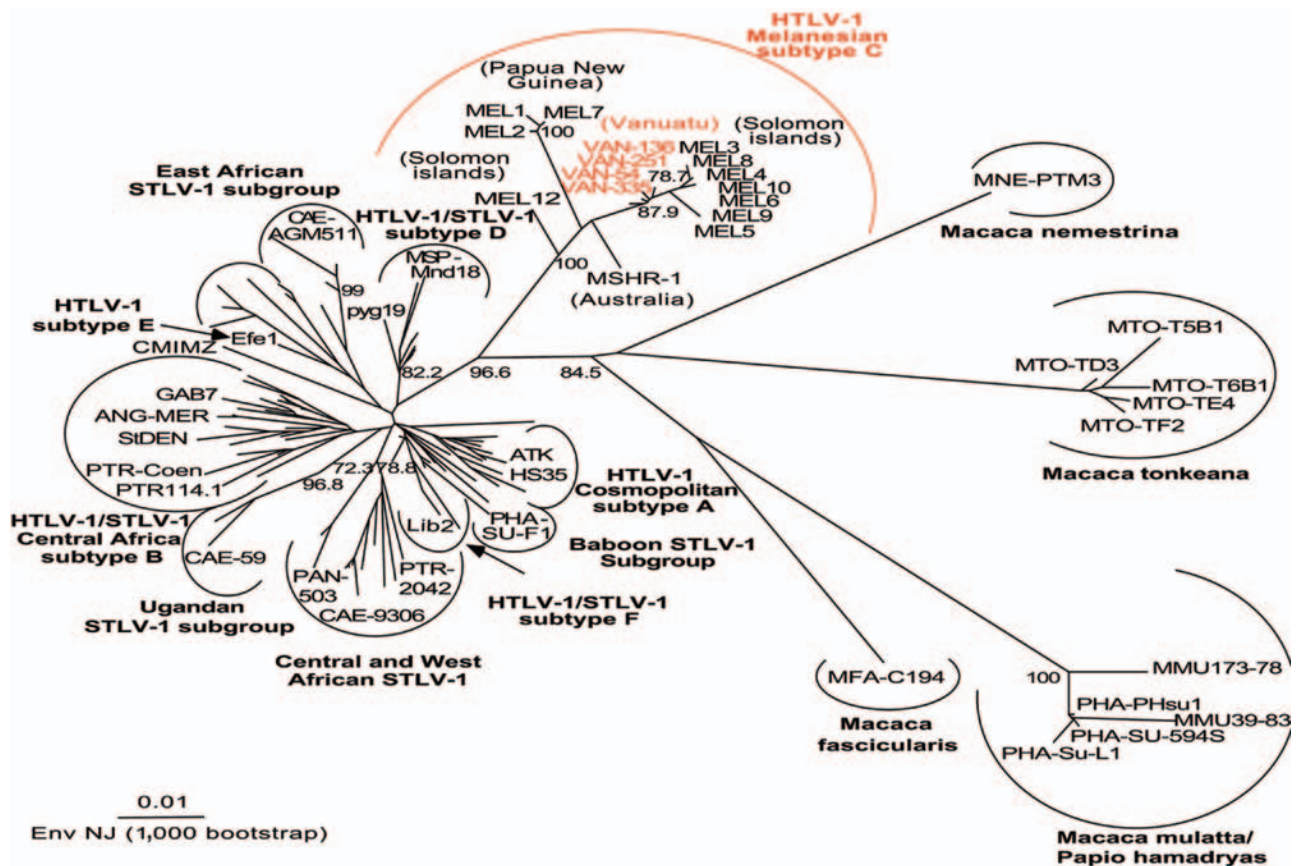 HTLV-1
Melanesian
subtype C
(Papua New
Guinea)
MEL1
MEL7
MEL2
100
(Vanuatu)
(Solomon
islands)
VAN-136
VAN-251
VAN-54
VAN-335
MEL3
MEL8
MEL4
MEL10
MEL6
MEL9
MEL5
78.7
87.9
(Solomon
islands)
MEL12
100
MSHR-1
(Australia)
East African
STLV-1 subgroup
CAE-
AGM511
99
HTLV-1/STLV-1
subtype D
MSP-
Mnd18
pyg19
82.2
96.6
84.5
HTLV-1
subtype E
Efe1
CMIMZ
GAB7
ANG-MER
StDEN
PTR-Coen
PTR114.1
HTLV-1/STLV-1
Central Africa
subtype B
96.8
72.3
78.8
CAE-59
Ugandan
STLV-1 subgroup
PAN-
503
CAE-9306
PTR-
2042
Central and West
African STLV-1
Lib2
HTLV-1/STLV-1
subtype F
PHA-
SU-F1
Baboon STLV-1
Subgroup
ATK
HS35
HTLV-1
Cosmopolitan
subtype A
MNE-PTM3
Macaca nemestrina
MTO-T5B1
MTO-TD3
MTO-T6B1
MTO-TE4
MTO-TF2
Macaca tonkeana
MFA-C194
Macaca
fascicularis
100
MMU173-78
PHA-PHsu1
MMU39-83
PHA-SU-594S
PHA-Su-L1
Macaca mulatta/
Papio hamadryas
0.01
Env NJ (1,000 bootstrap)